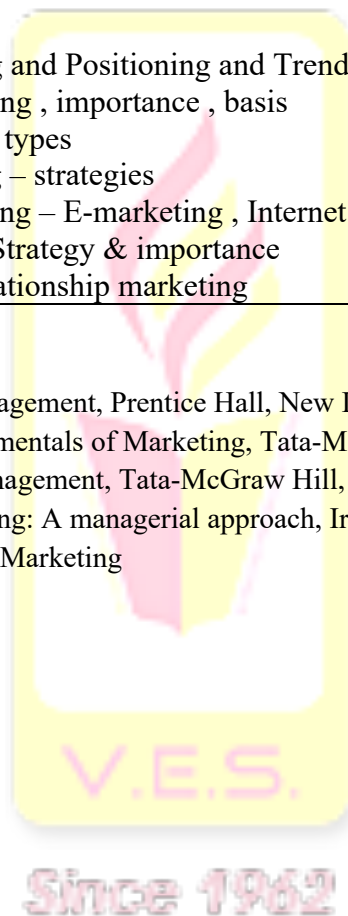 g and Positioning and Trend
ng , importance , basis
types
g – strategies
ng – E-marketing , Internet
Strategy & importance
ationship marketing
agement, Prentice Hall, New
mentals of Marketing, Tata-M
nagement, Tata-McGraw Hill,
ng: A managerial approach, Ir
Marketing
V.E.S.
Since 1962